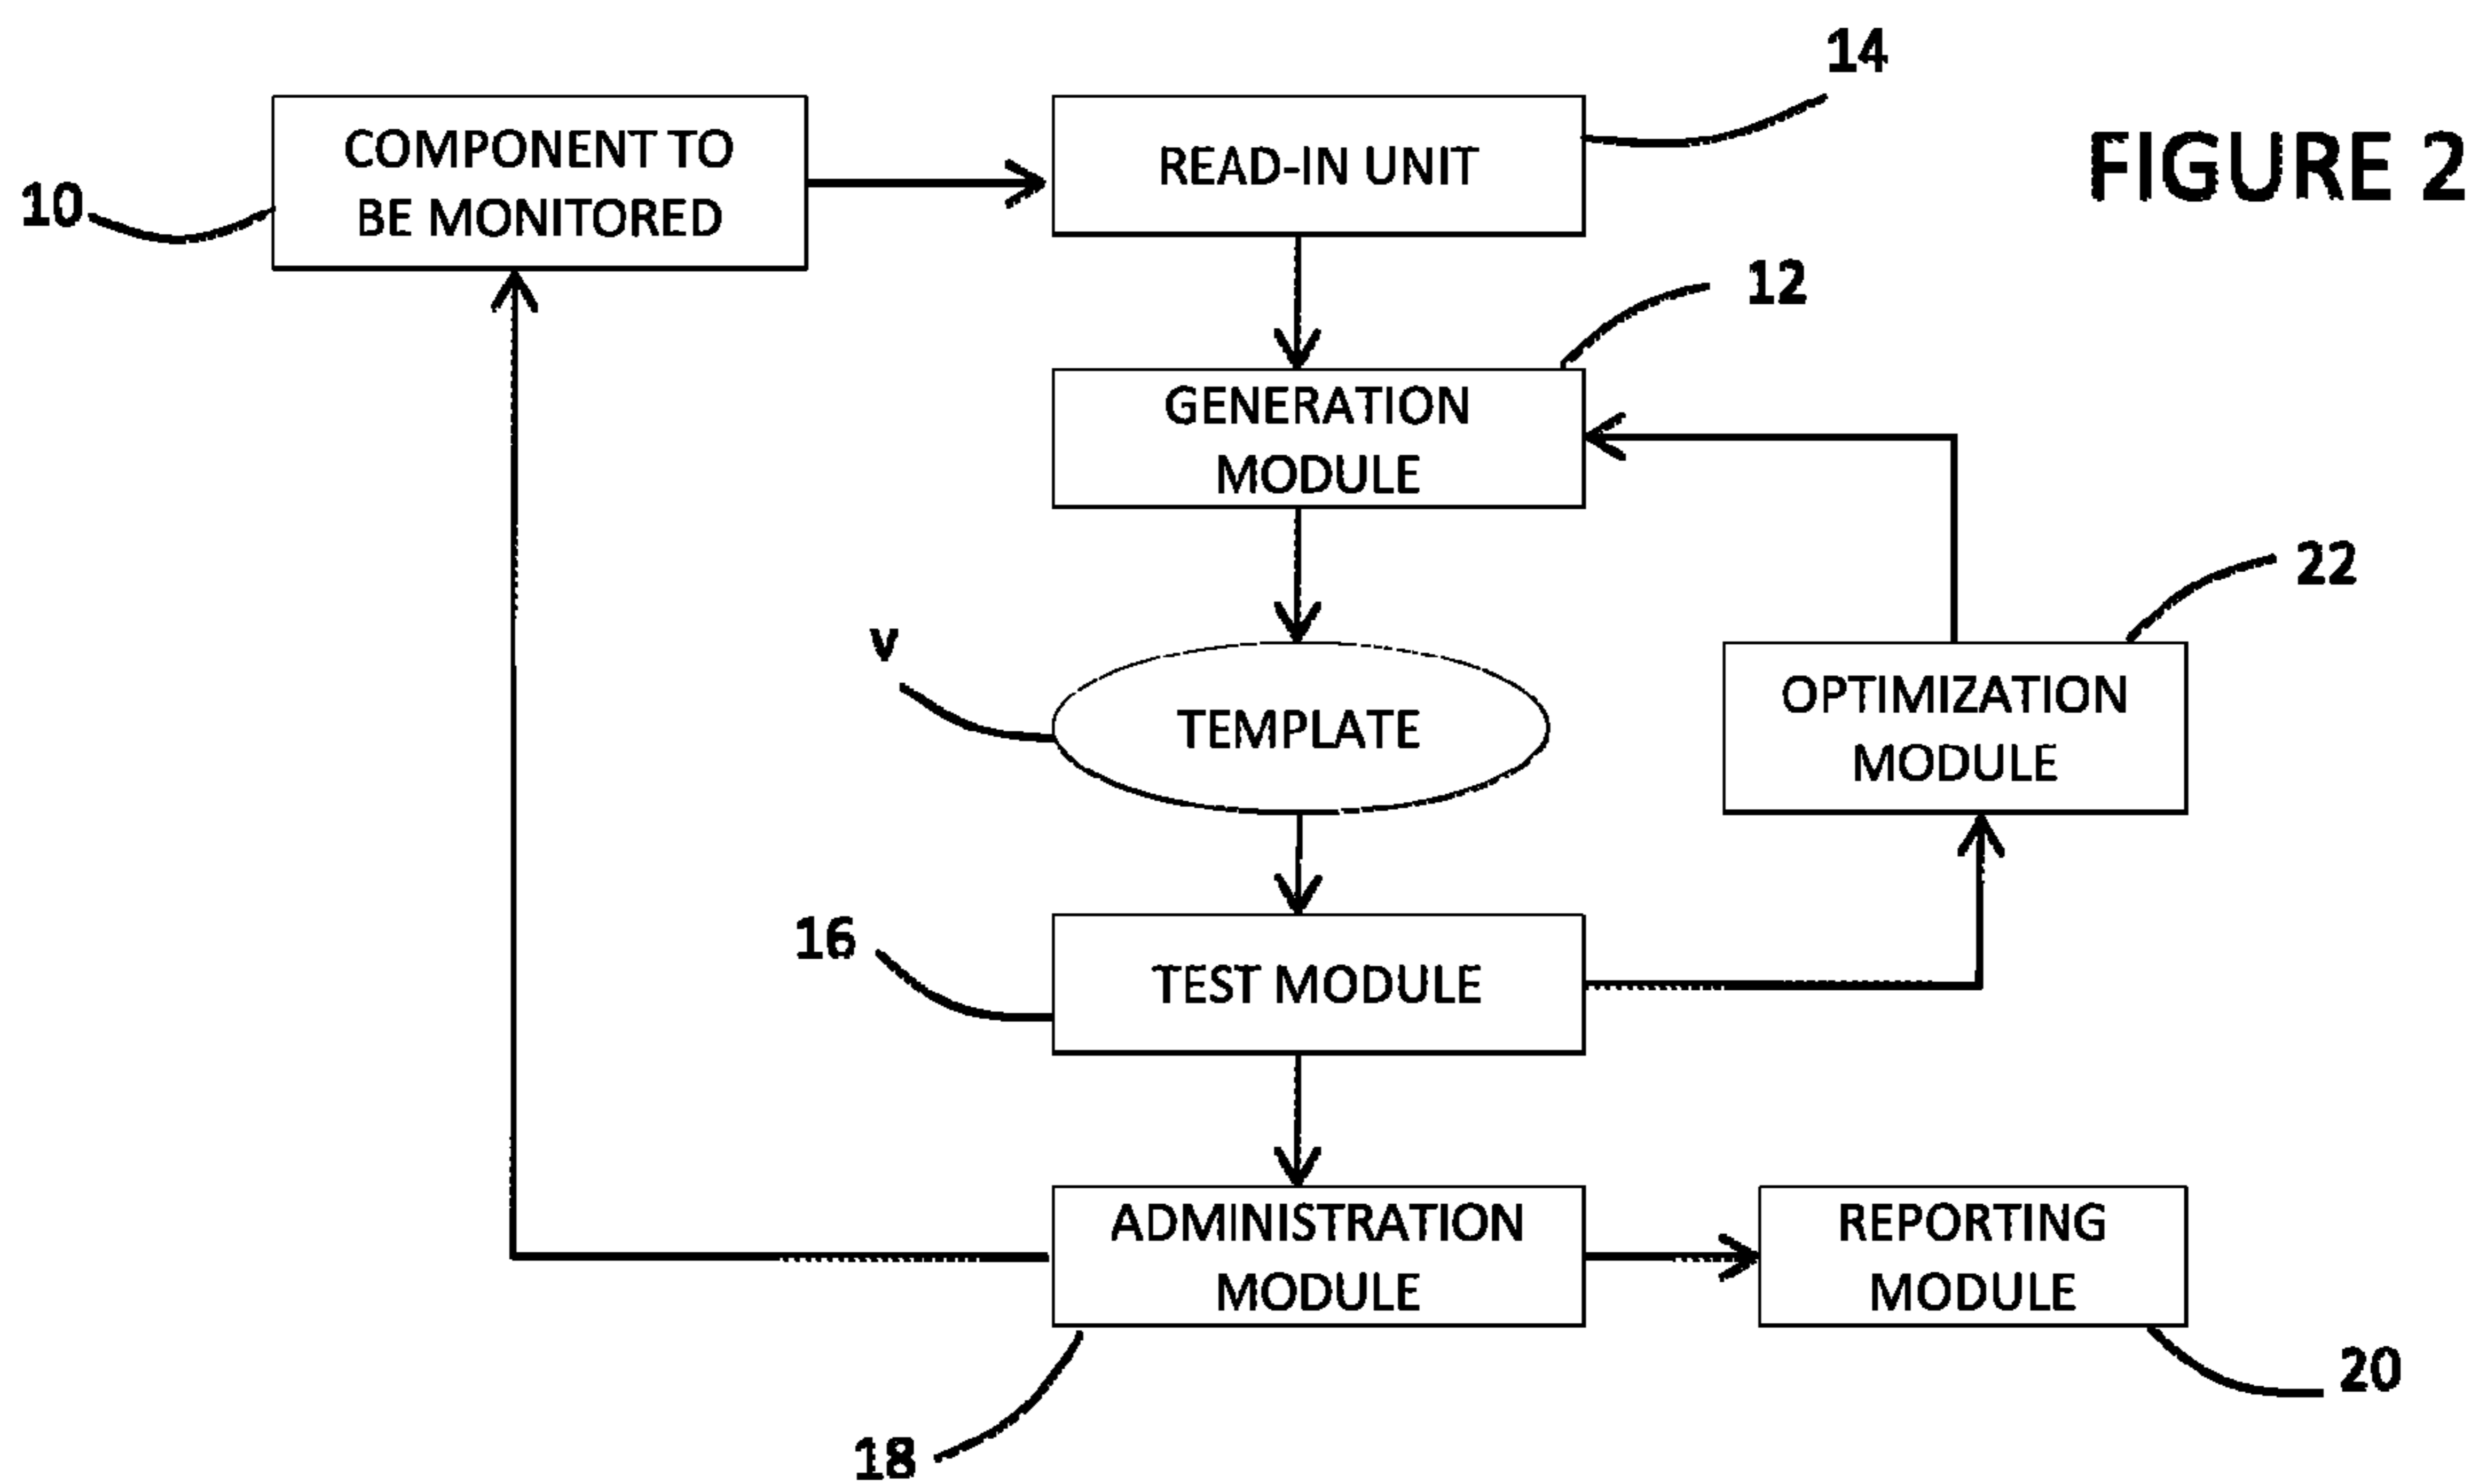 14
COMPONENT TO
BE MONITORED
READ-IN UNIT
FIGURE 2
10
12
GENERATION
MODULE
22
V
TEMPLATE
OPTIMIZATION
MODULE
16
TEST MODULE
ADMINISTRATION
MODULE
REPORTING
MODULE
20
18